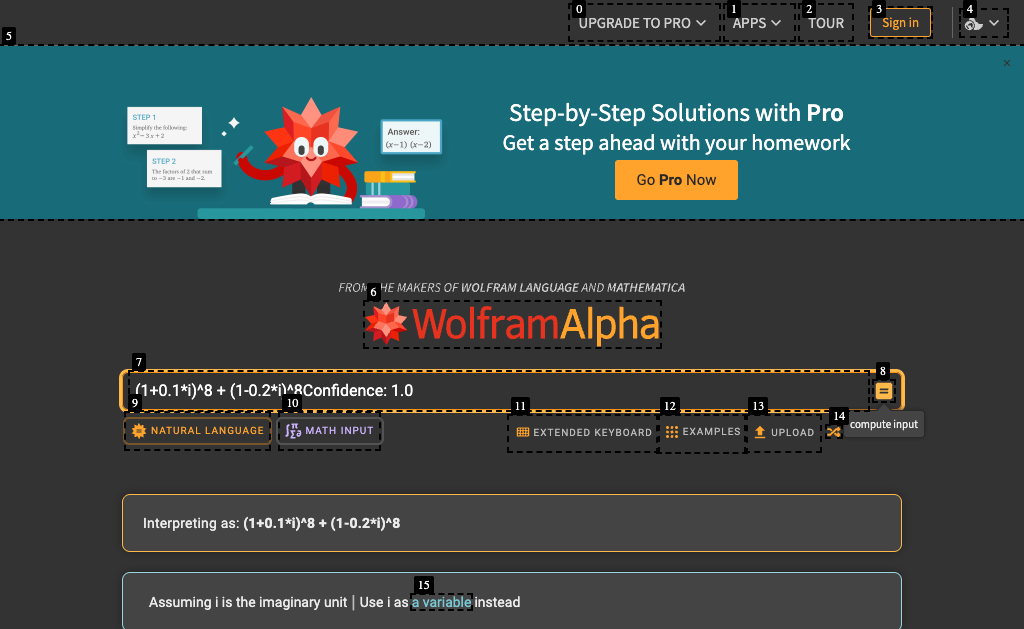 0
UPGRADE TO PRO
1
APPS
2
TOUR
3
Sign in
4
5
×
STEP 1
Simplify the following:
x² − 3 x + 2
STEP 2
The factors of 2 that sum
to −3 are −1 and −2.
Answer:
(x−1) (x−2)
Step-by-Step Solutions with Pro
Get a step ahead with your homework
Go Pro Now
FROM THE MAKERS OF WOLFRAM LANGUAGE AND MATHEMATICA
6
WolframAlpha
7
(1+0.1*i)^8 + (1-0.2*i)^8Confidence: 1.0
8
=
9
NATURAL LANGUAGE
10
MATH INPUT
11
EXTENDED KEYBOARD
12
EXAMPLES
13
UPLOAD
14
compute input
Interpreting as: (1+0.1*i)^8 + (1-0.2*i)^8
15
Assuming i is the imaginary unit | Use i as a variable instead